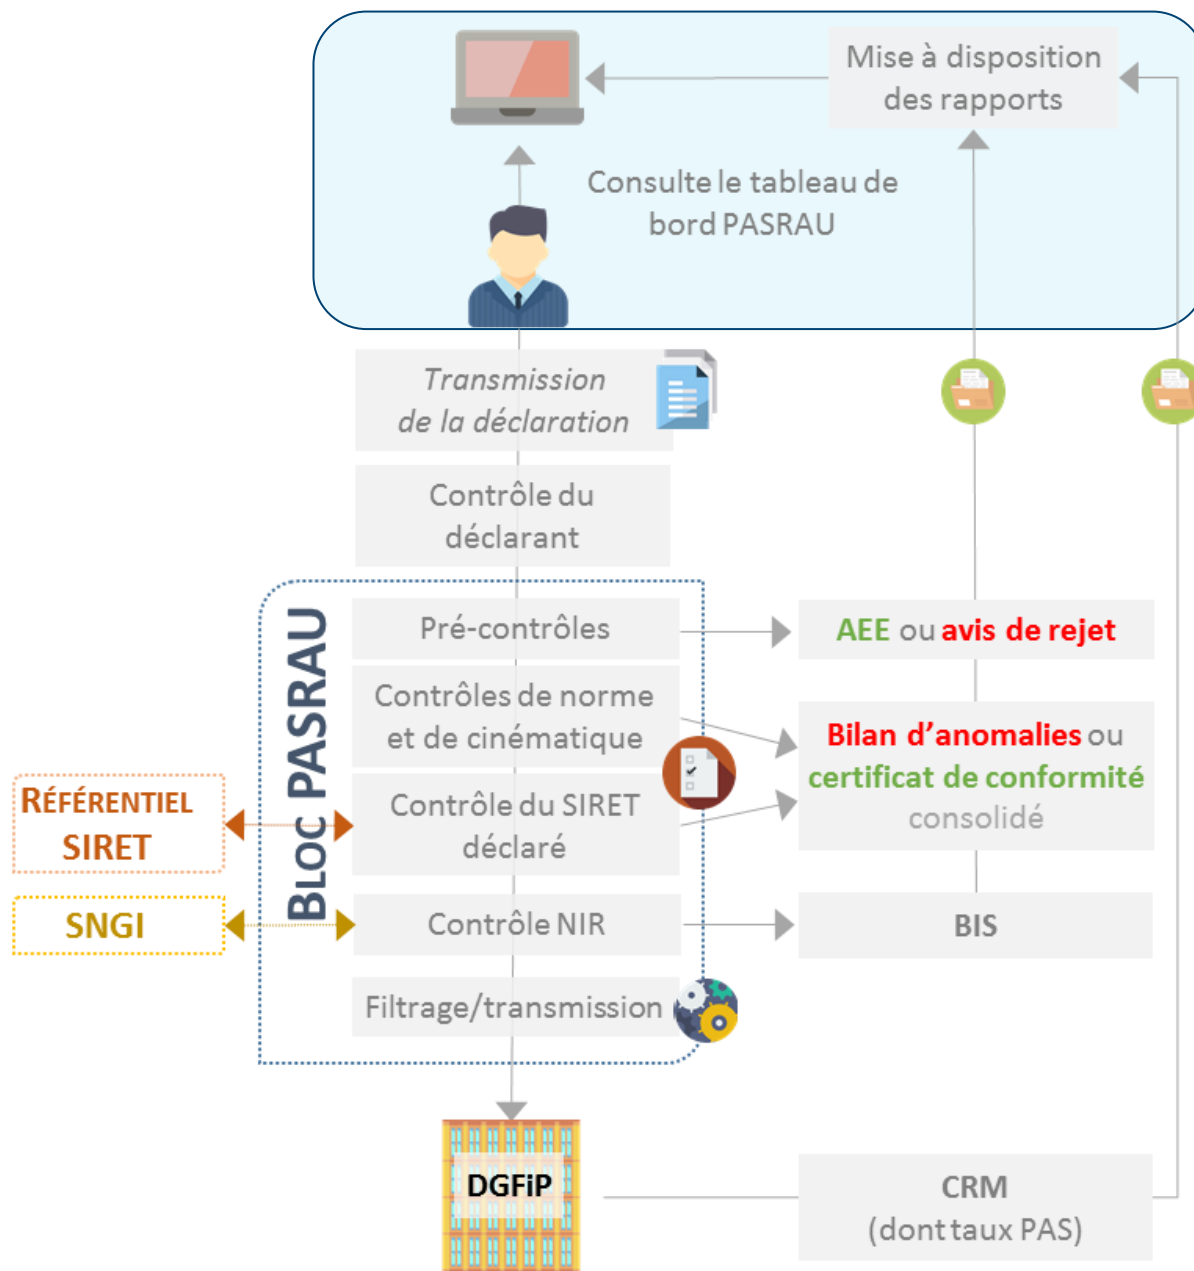 Mise à disposition
des rapports
Consulte le tableau de
bord PASRAU
Transmission
de la déclaration
Contrôle du
déclarant
BLOC PASRAU
Pré-contrôles
AEE ou avis de rejet
Contrôles de norme
et de cinématique
Bilan d’anomalies ou
certificat de conformité
consolidé
RÉFÉRENTIEL
SIRET
Contrôle du SIRET
déclaré
SNGI
Contrôle NIR
BIS
Filtrage/transmission
DGFiP
CRM
(dont taux PAS)